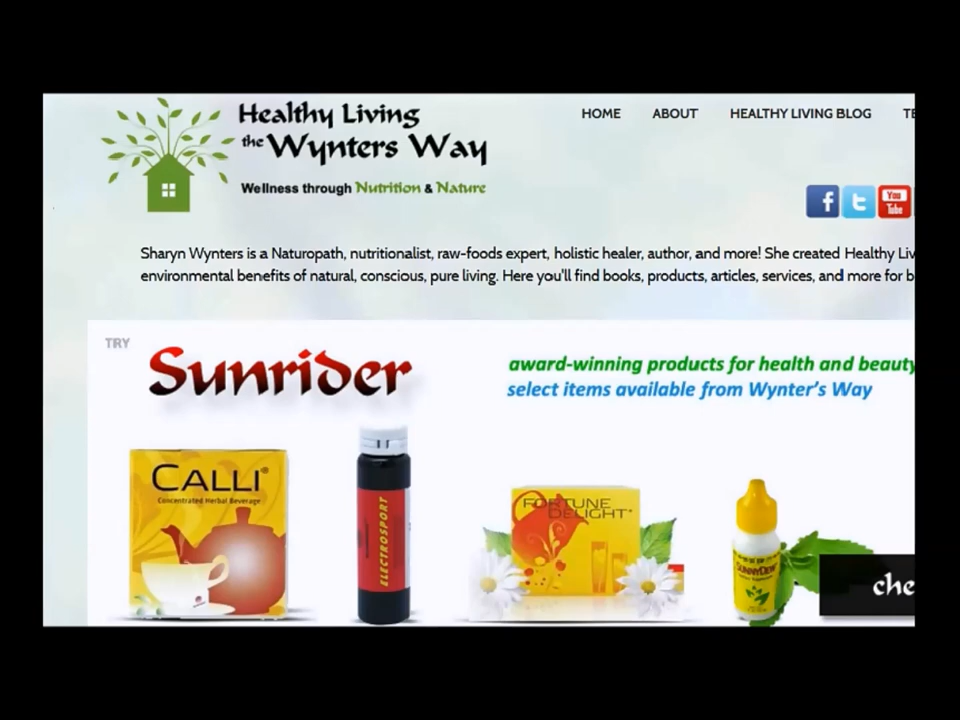 Healthy Living
the Wynters Way
Wellness through Nutrition & Nature
HOME ABOUT HEALTHY LIVING BLOG TE
You Tube
Sharyn Wynters is a Naturopath, nutritionalist, raw-foods expert, holistic healer, author, and more! She created Healthy Liv
environmental benefits of natural, conscious, pure living. Here you'll find books, products, articles, services, and more for b
TRY
Sunrider
award-winning products for health and beauty
select items available from Wynter's Way
CALLI®
Concentrated Herbal Beverage
ELECTROSPORT
FORTUNE
DELIGHT®
SUNNYDEW
che